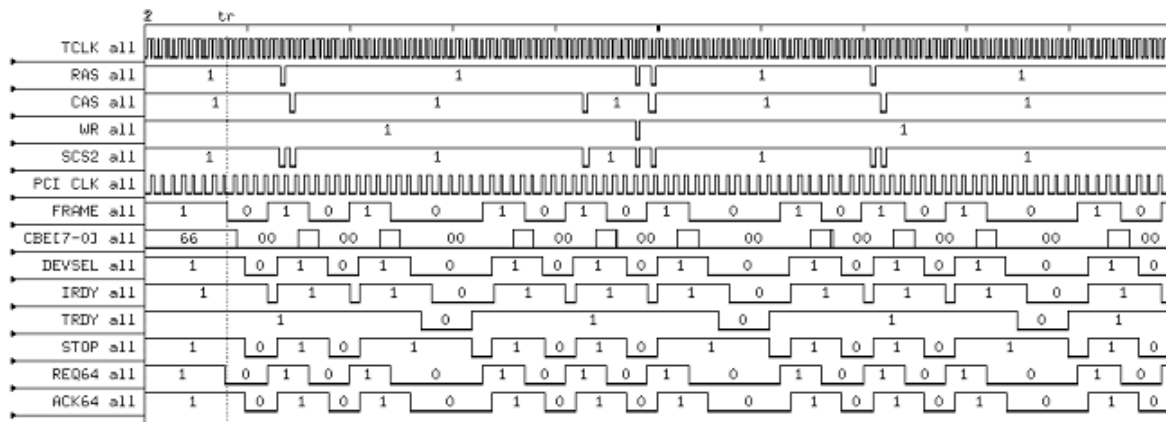 2 tr
TCLK all
RAS all 1 1 1 1
CAS all 1 1 1 1 1
WR all 1 1
SCS2 all 1 1 1 1 1
PCI CLK all
FRAME all 1 0 1 0 1 0 1 0 1 0 1 0 1 0 1 0 1 0 1 0
CBE[7-0] all 66 00 00 00 00 00 00 00 00 00 00
DEVSEL all 1 0 1 0 1 0 1 0 1 0 1 0 1 0 1 0 1 0 1 0
IRDY all 1 1 1 0 1 1 1 0 1 1 1 0 1
TRDY all 1 0 1 0 1 0 1
STOP all 1 0 1 0 1 1 0 1 0 1 1 0 1 0 1 1 0
REQ64 all 1 0 1 0 1 0 1 0 1 0 1 0 1 0 1 0 1 0 1 0
ACK64 all 1 0 1 0 1 0 1 0 1 0 1 0 1 0 1 0 1 0 1 0